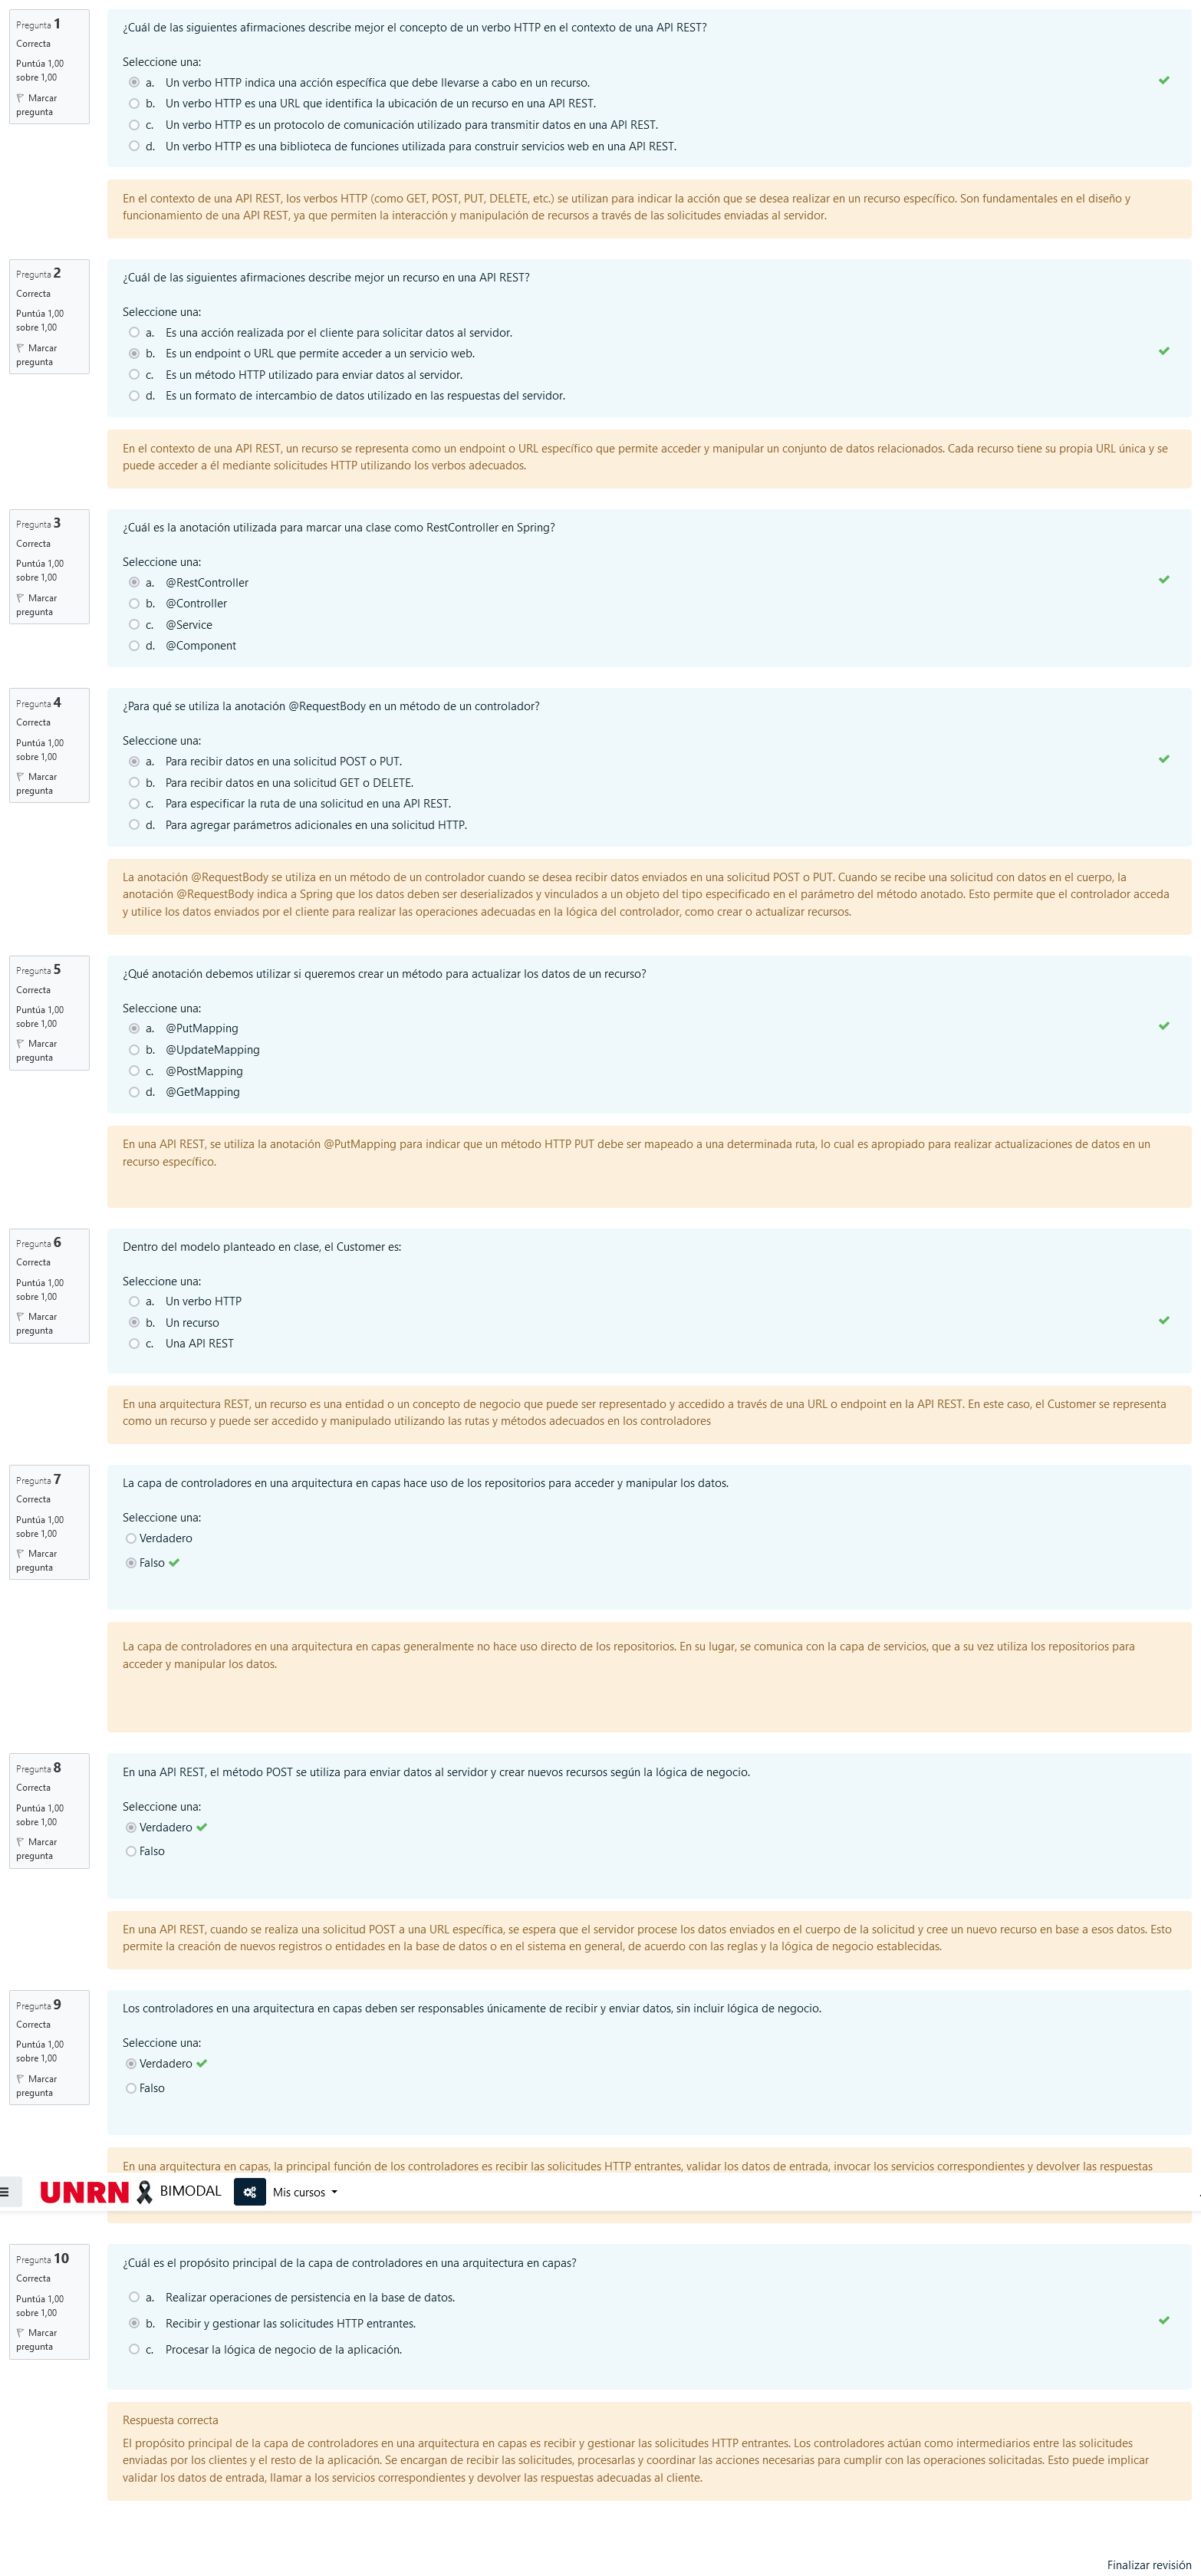 Pregunta 1
Correcta
Puntúa 1,00
sobre 1,00
Marcar
pregunta
¿Cuál de las siguientes afirmaciones describe mejor el concepto de un verbo HTTP en el contexto de una API REST?
Seleccione una:
a. Un verbo HTTP indica una acción específica que debe llevarse a cabo en un recurso.
b. Un verbo HTTP es una URL que identifica la ubicación de un recurso en una API REST.
c. Un verbo HTTP es un protocolo de comunicación utilizado para transmitir datos en una API REST.
d. Un verbo HTTP es una biblioteca de funciones utilizada para construir servicios web en una API REST.
En el contexto de una API REST, los verbos HTTP (como GET, POST, PUT, DELETE, etc.) se utilizan para indicar la acción que se desea realizar en un recurso específico. Son fundamentales en el diseño y
funcionamiento de una API REST, ya que permiten la interacción y manipulación de recursos a través de las solicitudes enviadas al servidor.
Pregunta 2
Correcta
Puntúa 1,00
sobre 1,00
Marcar
pregunta
¿Cuál de las siguientes afirmaciones describe mejor un recurso en una API REST?
Seleccione una:
a. Es una acción realizada por el cliente para solicitar datos al servidor.
b. Es un endpoint o URL que permite acceder a un servicio web.
c. Es un método HTTP utilizado para enviar datos al servidor.
d. Es un formato de intercambio de datos utilizado en las respuestas del servidor.
En el contexto de una API REST, un recurso se representa como un endpoint o URL específico que permite acceder y manipular un conjunto de datos relacionados. Cada recurso tiene su propia URL única y se
puede acceder a él mediante solicitudes HTTP utilizando los verbos adecuados.
Pregunta 3
Correcta
Puntúa 1,00
sobre 1,00
Marcar
pregunta
¿Cuál es la anotación utilizada para marcar una clase como RestController en Spring?
Seleccione una:
a. @RestController
b. @Controller
c. @Service
d. @Component
Pregunta 4
Correcta
Puntúa 1,00
sobre 1,00
Marcar
pregunta
¿Para qué se utiliza la anotación @RequestBody en un método de un controlador?
Seleccione una:
a. Para recibir datos en una solicitud POST o PUT.
b. Para recibir datos en una solicitud GET o DELETE.
c. Para especificar la ruta de una solicitud en una API REST.
d. Para agregar parámetros adicionales en una solicitud HTTP.
La anotación @RequestBody se utiliza en un método de un controlador cuando se desea recibir datos enviados en una solicitud POST o PUT. Cuando se recibe una solicitud con datos en el cuerpo, la
anotación @RequestBody indica a Spring que los datos deben ser deserializados y vinculados a un objeto del tipo especificado en el parámetro del método anotado. Esto permite que el controlador acceda
y utilice los datos enviados por el cliente para realizar las operaciones adecuadas en la lógica del controlador, como crear o actualizar recursos.
Pregunta 5
Correcta
Puntúa 1,00
sobre 1,00
Marcar
pregunta
¿Qué anotación debemos utilizar si queremos crear un método para actualizar los datos de un recurso?
Seleccione una:
a. @PutMapping
b. @UpdateMapping
c. @PostMapping
d. @GetMapping
En una API REST, se utiliza la anotación @PutMapping para indicar que un método HTTP PUT debe ser mapeado a una determinada ruta, lo cual es apropiado para realizar actualizaciones de datos en un
recurso específico.
Pregunta 6
Correcta
Puntúa 1,00
sobre 1,00
Marcar
pregunta
Dentro del modelo planteado en clase, el Customer es:
Seleccione una:
a. Un verbo HTTP
b. Un recurso
c. Una API REST
En una arquitectura REST, un recurso es una entidad o un concepto de negocio que puede ser representado y accedido a través de una URL o endpoint en la API REST. En este caso, el Customer se representa
como un recurso y puede ser accedido y manipulado utilizando las rutas y métodos adecuados en los controladores
Pregunta 7
Correcta
Puntúa 1,00
sobre 1,00
Marcar
pregunta
La capa de controladores en una arquitectura en capas hace uso de los repositorios para acceder y manipular los datos.
Seleccione una:
Verdadero
Falso
La capa de controladores en una arquitectura en capas generalmente no hace uso directo de los repositorios. En su lugar, se comunica con la capa de servicios, que a su vez utiliza los repositorios para
acceder y manipular los datos.
Pregunta 8
Correcta
Puntúa 1,00
sobre 1,00
Marcar
pregunta
En una API REST, el método POST se utiliza para enviar datos al servidor y crear nuevos recursos según la lógica de negocio.
Seleccione una:
Verdadero
Falso
En una API REST, cuando se realiza una solicitud POST a una URL específica, se espera que el servidor procese los datos enviados en el cuerpo de la solicitud y cree un nuevo recurso en base a esos datos. Esto
permite la creación de nuevos registros o entidades en la base de datos o en el sistema en general, de acuerdo con las reglas y la lógica de negocio establecidas.
Pregunta 9
Correcta
Puntúa 1,00
sobre 1,00
Marcar
pregunta
Los controladores en una arquitectura en capas deben ser responsables únicamente de recibir y enviar datos, sin incluir lógica de negocio.
Seleccione una:
Verdadero
Falso
En una arquitectura en capas, la principal función de los controladores es recibir las solicitudes HTTP entrantes, validar los datos de entrada, invocar los servicios correspondientes y devolver las respuestas
UNRN BIMODAL Mis cursos
Pregunta 10
Correcta
Puntúa 1,00
sobre 1,00
Marcar
pregunta
¿Cuál es el propósito principal de la capa de controladores en una arquitectura en capas?
a. Realizar operaciones de persistencia en la base de datos.
b. Recibir y gestionar las solicitudes HTTP entrantes.
c. Procesar la lógica de negocio de la aplicación.
Respuesta correcta
El propósito principal de la capa de controladores en una arquitectura en capas es recibir y gestionar las solicitudes HTTP entrantes. Los controladores actúan como intermediarios entre las solicitudes
enviadas por los clientes y el resto de la aplicación. Se encargan de recibir las solicitudes, procesarlas y coordinar las acciones necesarias para cumplir con las operaciones solicitadas. Esto puede implicar
validar los datos de entrada, llamar a los servicios correspondientes y devolver las respuestas adecuadas al cliente.
Finalizar revisión